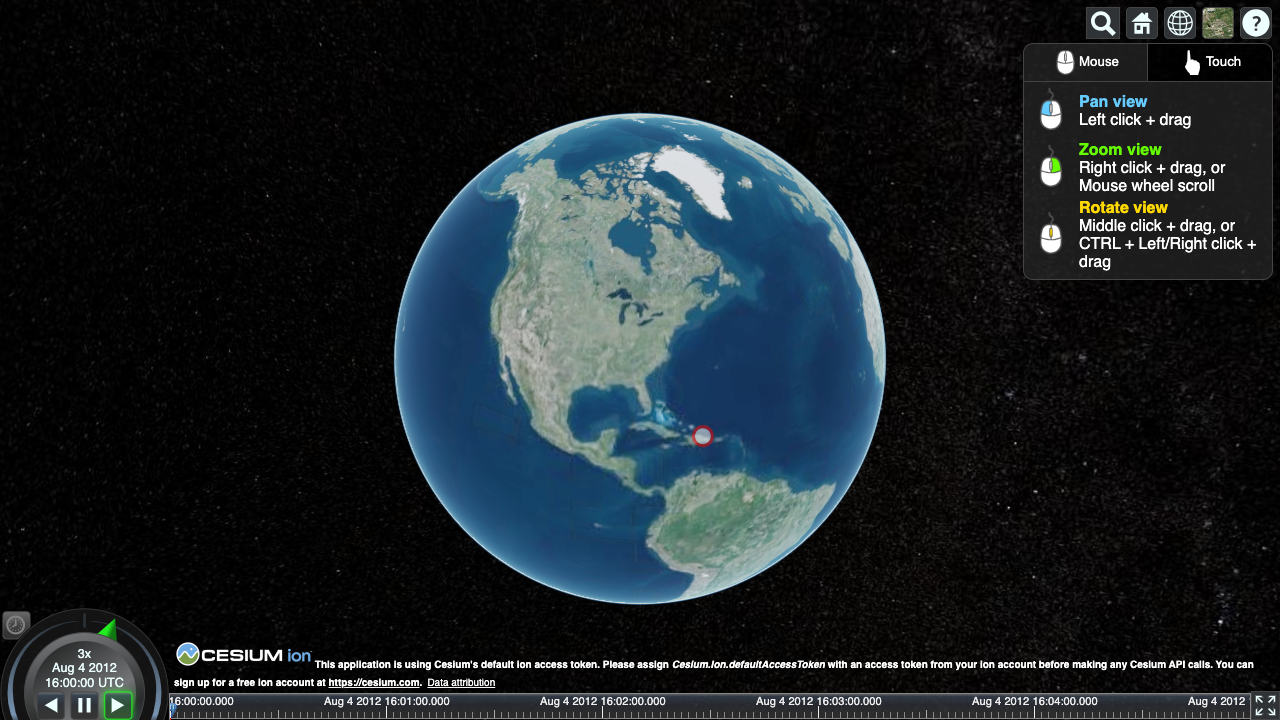 ?
Mouse
Touch
Pan view
Left click + drag
Zoom view
Right click + drag, or
Mouse wheel scroll
Rotate view
Middle click + drag, or
CTRL + Left/Right click +
drag
3x
Aug 4 2012
16:00:00 UTC
CESIUM ion This application is using Cesium's default ion access token. Please assign Cesium.Ion.defaultAccessToken with an access token from your ion account before making any Cesium API calls. You can
sign up for a free ion account at https://cesium.com. Data attribution
16:00:00.000 Aug 4 2012 16:01:00.000 Aug 4 2012 16:02:00.000 Aug 4 2012 16:03:00.000 Aug 4 2012 16:04:00.000 Aug 4 2012